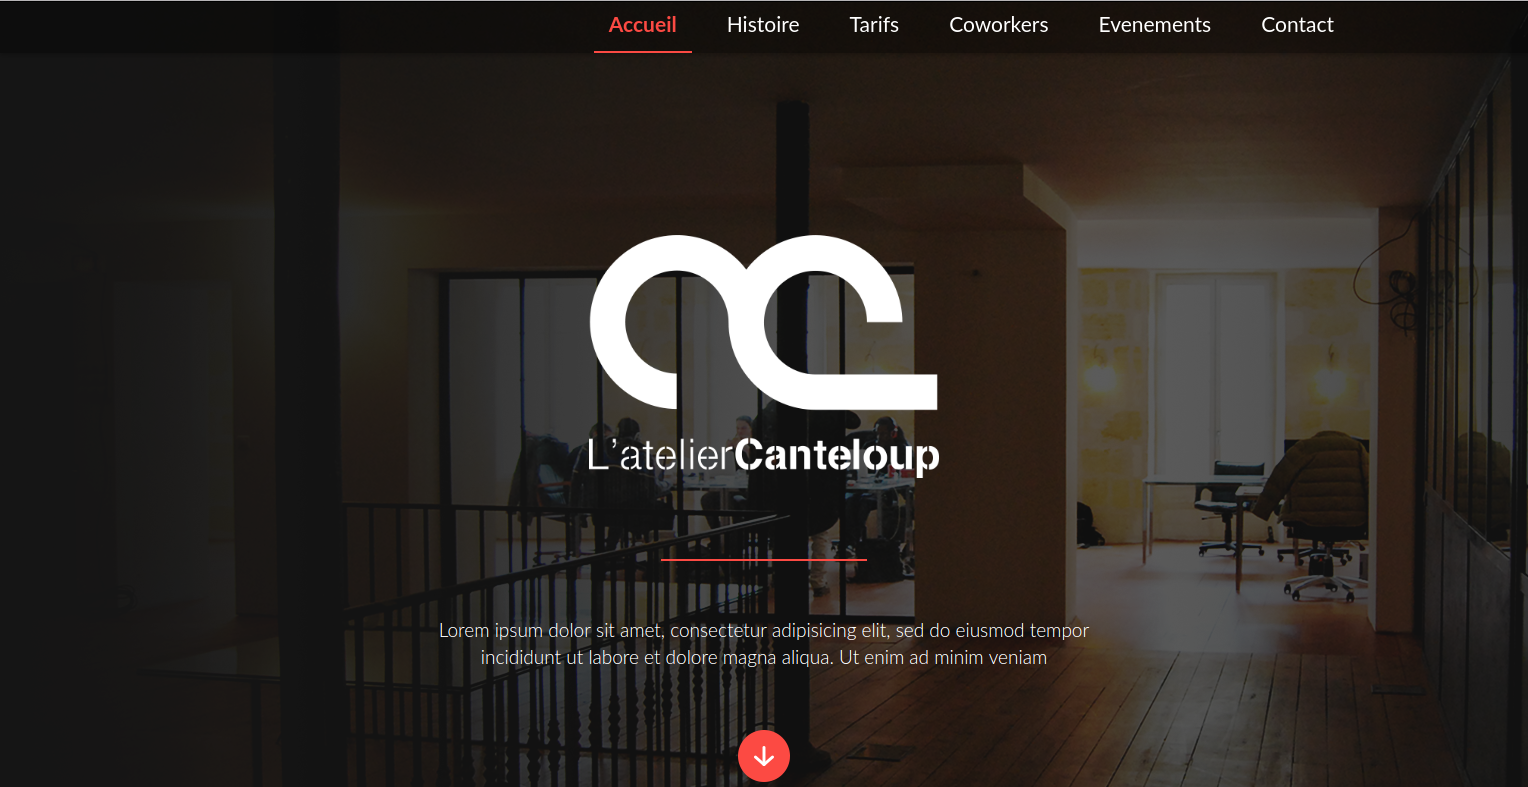 Accueil Histoire Tarifs Coworkers Evenements Contact
L'atelierCanteloup
Lorem ipsum dolor sit amet, consectetur adipisicing elit, sed do eiusmod tempor
incididunt ut labore et dolore magna aliqua. Ut enim ad minim veniam